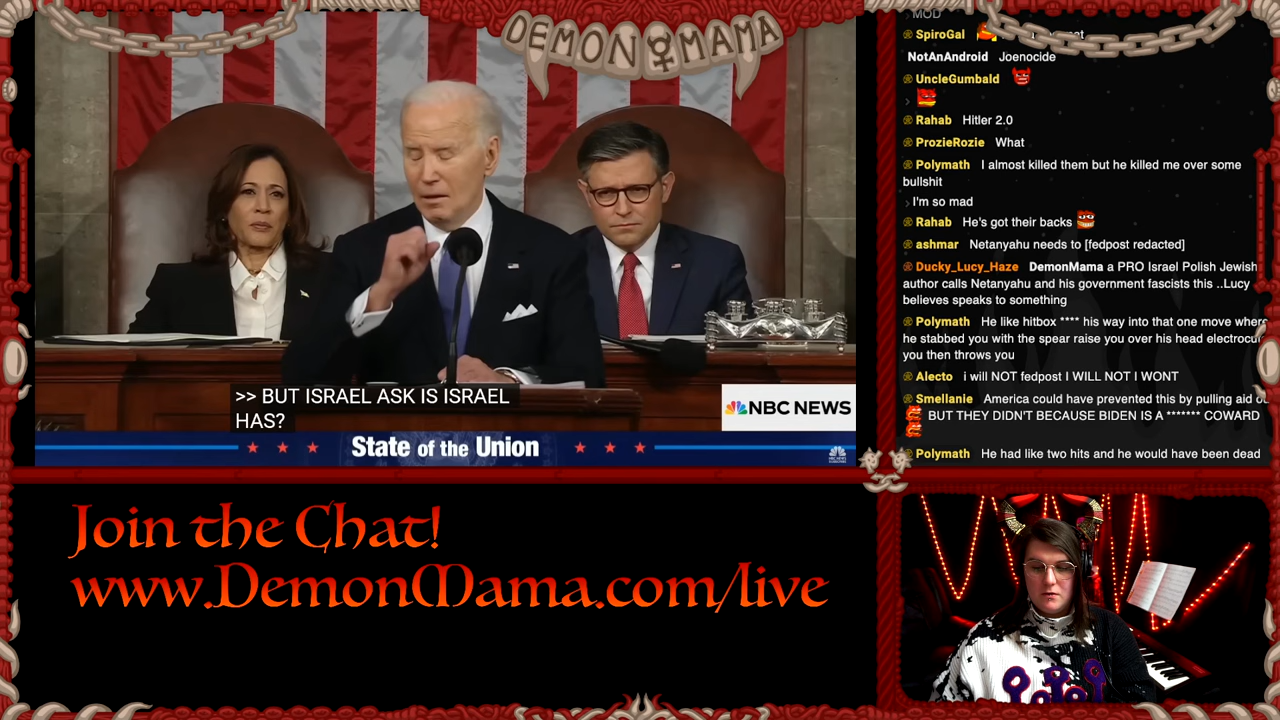 DEMON MAMA
>> BUT ISRAEL ASK IS ISRAEL
HAS?
NBC NEWS
State of the Union
Join the Chat!
www.DemonMama.com/live
MOD
SpiroGal
NotAnAndroid Joenocide
UncleGumbald
Rahab Hitler 2.0
ProzieRozie What
Polymath I almost killed them but he killed me over some
bullshit
I'm so mad
Rahab He's got their backs
ashmar Netanyahu needs to [fedpost redacted]
Ducky_Lucy_Haze DemonMama a PRO Israel Polish Jewish
author calls Netanyahu and his government fascists this ..Lucy
believes speaks to something
Polymath He like hitbox **** his way into that one move where
he stabbed you with the spear raise you over his head electrocu
you then throws you
Alecto i will NOT fedpost I WILL NOT I WONT
Smellanie America could have prevented this by pulling aid
BUT THEY DIDN'T BECAUSE BIDEN IS A ******* COWARD
Polymath He had like two hits and he would have been dead